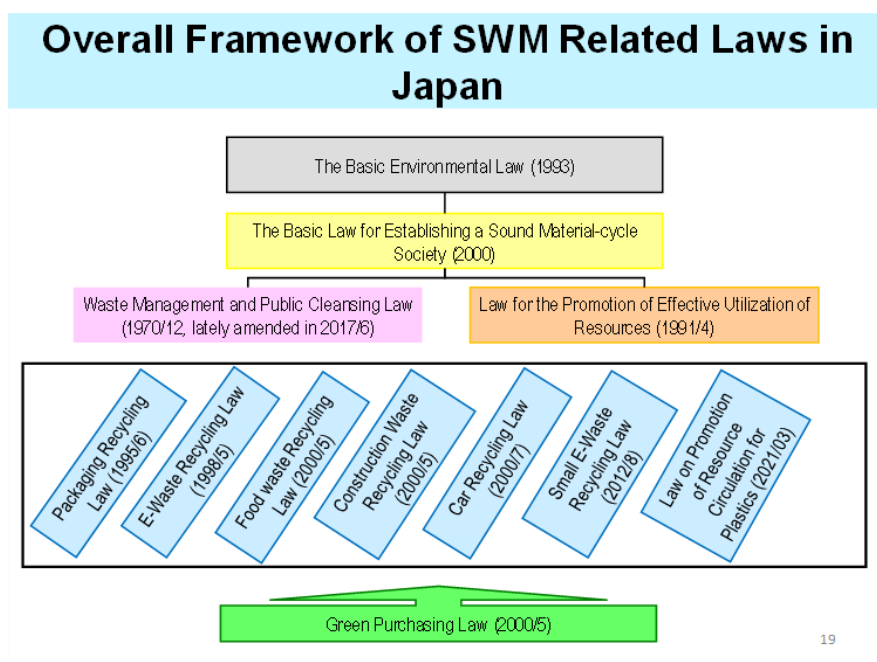 Overall Framework of SWM Related Laws in
Japan
The Basic Environmental Law (1993)
The Basic Law for Establishing a Sound Material-cycle
Society (2000)
Waste Management and Public Cleansing Law
(1970/12, lately amended in 2017/6)
Law for the Promotion of Effective Utilization of
Resources (1991/4)
Packaging Recycling
Law (1995/6)
E-Waste Recycling Law
(1998/5)
Food waste Recycling
Law (2000/5)
Construction Waste
Recycling Law
(2000/5)
Car Recycling Law
(2000/7)
Small E-Waste
Recycling Law
(2012/8)
Law on Promotion
of Resource
Circulation for
Plastics (2021/03)
Green Purchasing Law (2000/5)
19